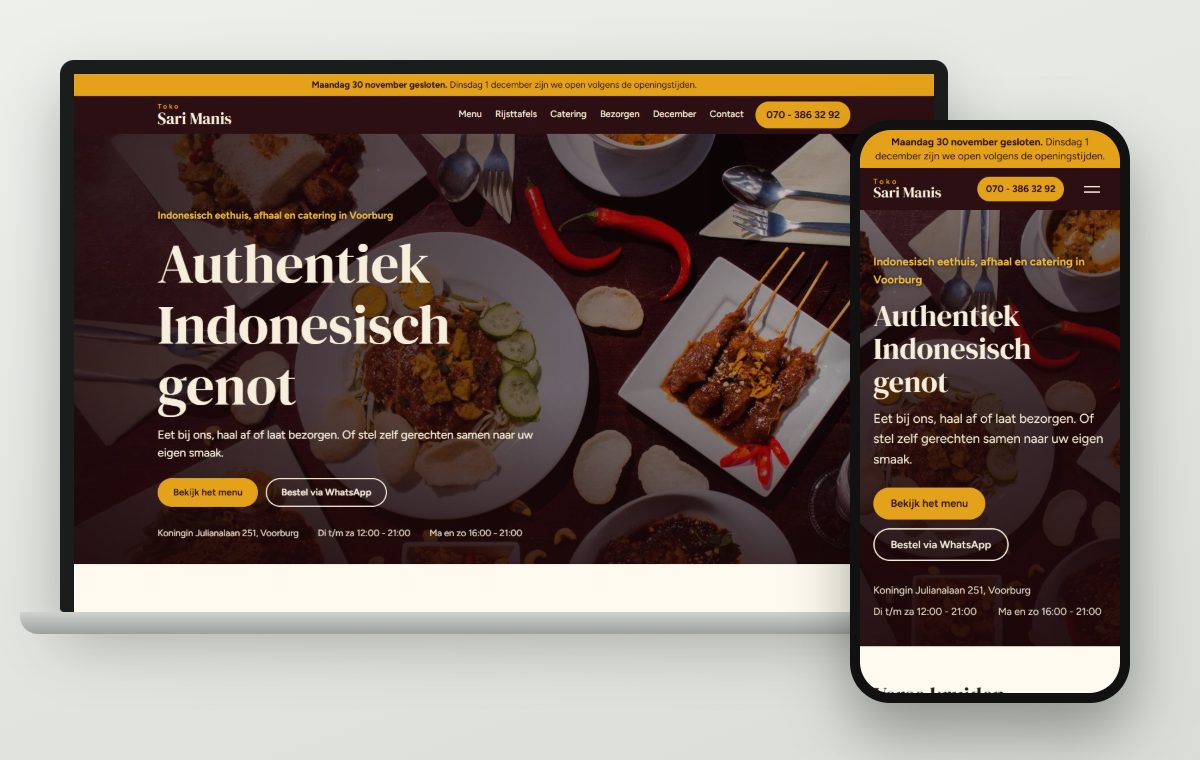 Maandag 30 november gesloten. Dinsdag 1 december zijn we open volgens de openingstijden.
Toko
Sari Manis
Menu Rijsttafels Catering Bezorgen December Contact 070 - 386 32 92
Indonesisch eethuis, afhaal en catering in Voorburg
Authentiek
Indonesisch
genot
Eet bij ons, haal af of laat bezorgen. Of stel zelf gerechten samen naar uw
eigen smaak.
Bekijk het menu Bestel via WhatsApp
Koningin Julianalaan 251, Voorburg Di t/m za 12:00 - 21:00 Ma en zo 16:00 - 21:00
Maandag 30 november gesloten. Dinsdag 1
december zijn we open volgens de openingstijden.
Toko
Sari Manis
070 - 386 32 92
Indonesisch eethuis, afhaal en catering in
Voorburg
Authentiek
Indonesisch
genot
Eet bij ons, haal af of laat bezorgen. Of
stel zelf gerechten samen naar uw eigen
smaak.
Bekijk het menu
Bestel via WhatsApp
Koningin Julianalaan 251, Voorburg
Di t/m za 12:00 - 21:00 Ma en zo 16:00 - 21:00